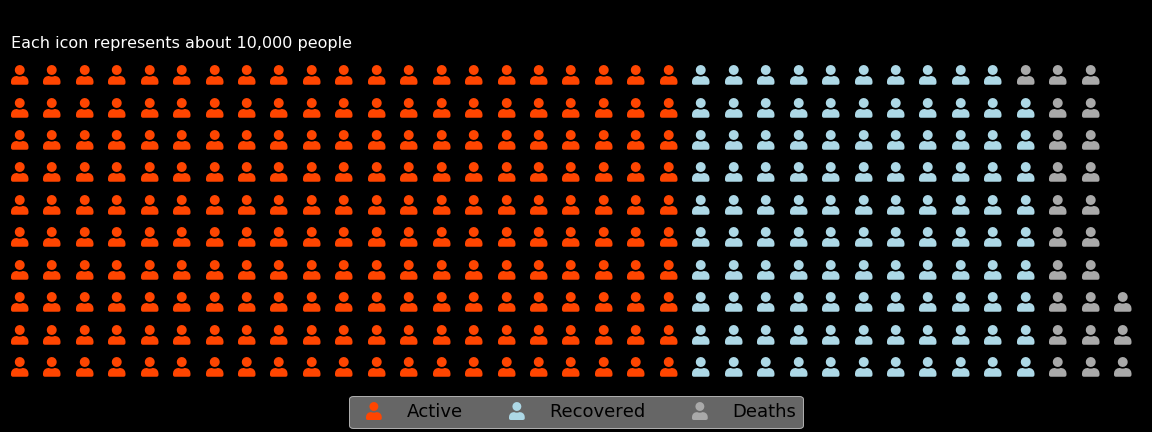 Each icon represents about 10,000 people
Active Recovered Deaths